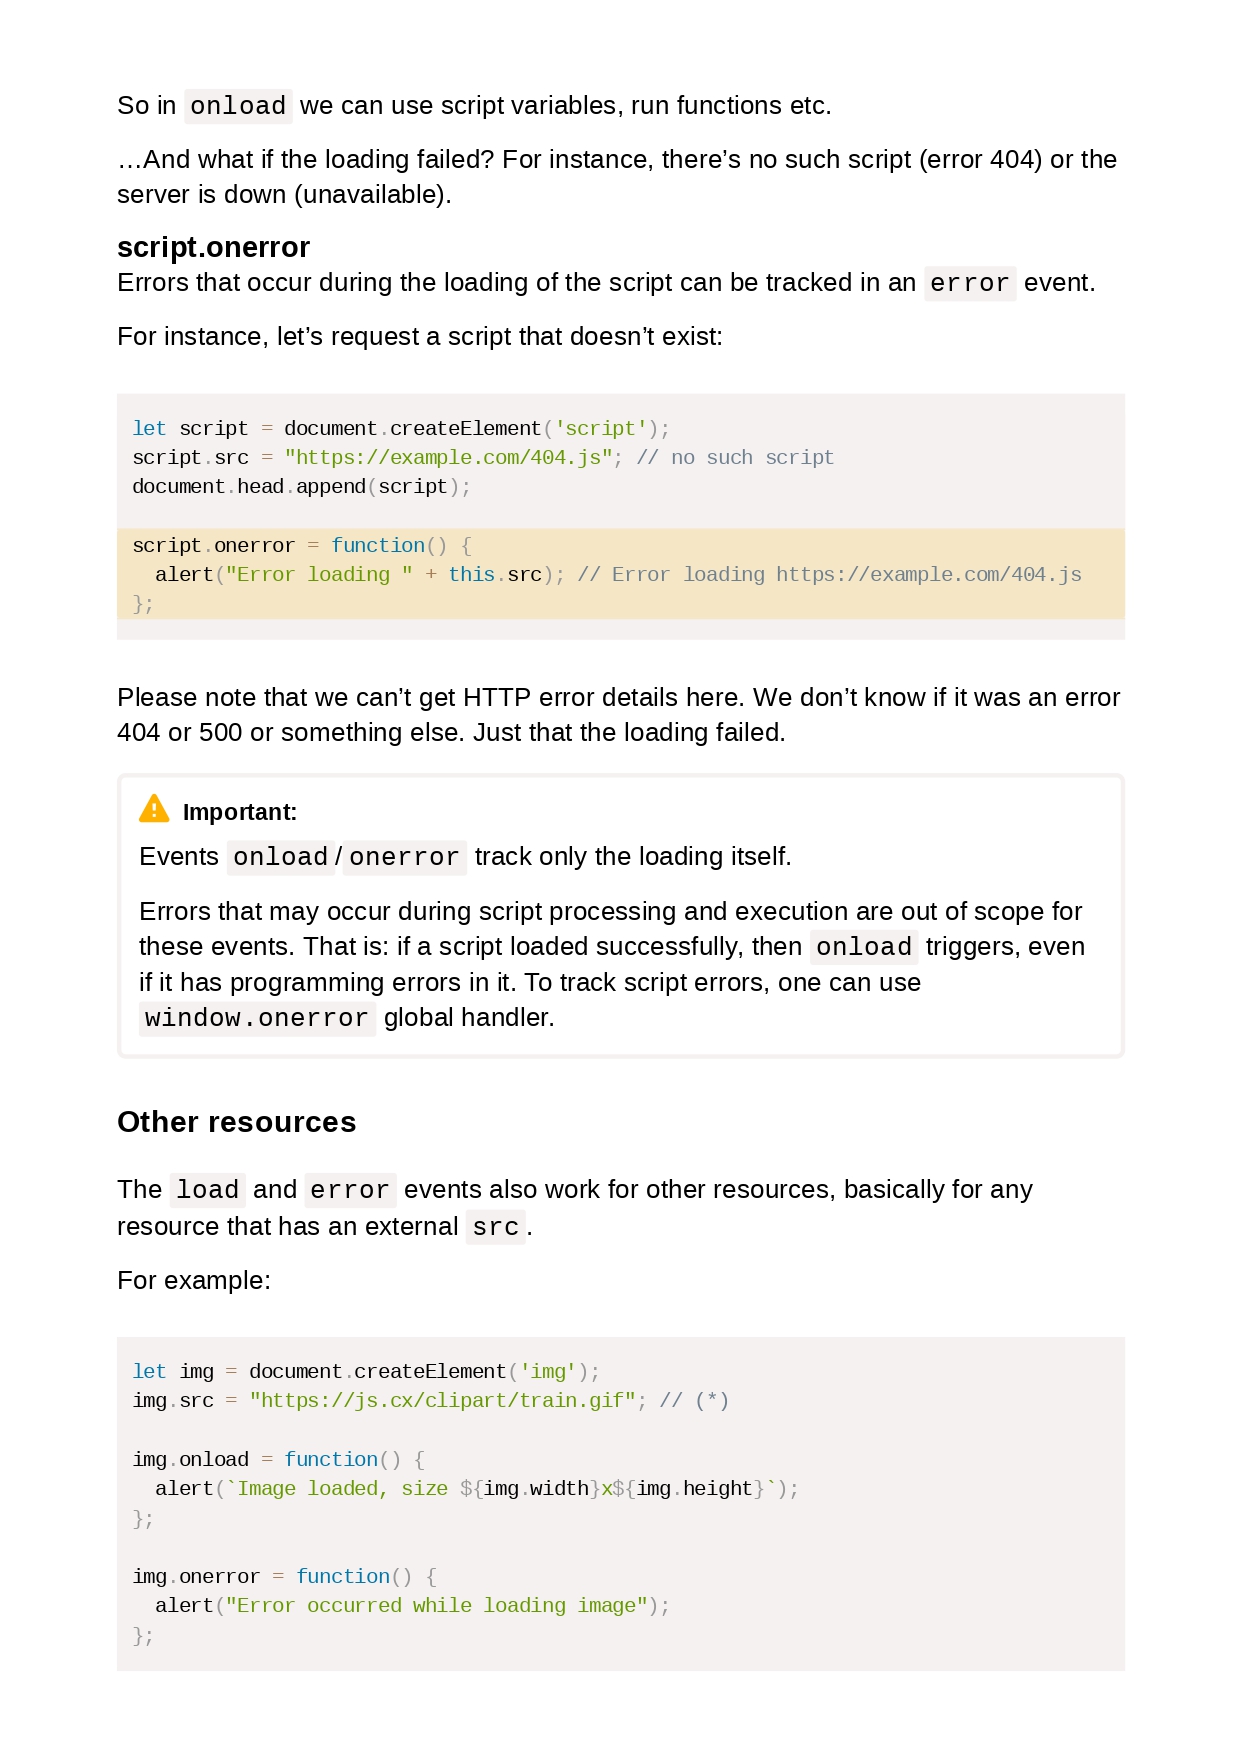 So in onload we can use script variables, run functions etc.
…And what if the loading failed? For instance, there’s no such script (error 404) or the
server is down (unavailable).
script.onerror
Errors that occur during the loading of the script can be tracked in an error event.
For instance, let’s request a script that doesn’t exist:
let script = document.createElement('script');
script.src = "https://example.com/404.js"; // no such script
document.head.append(script);
script.onerror = function() {
  alert("Error loading " + this.src); // Error loading https://example.com/404.js
};
Please note that we can’t get HTTP error details here. We don’t know if it was an error
404 or 500 or something else. Just that the loading failed.
Important:
Events onload/onerror track only the loading itself.
Errors that may occur during script processing and execution are out of scope for
these events. That is: if a script loaded successfully, then onload triggers, even
if it has programming errors in it. To track script errors, one can use
window.onerror global handler.
Other resources
The load and error events also work for other resources, basically for any
resource that has an external src.
For example:
let img = document.createElement('img');
img.src = "https://js.cx/clipart/train.gif"; // (*)
img.onload = function() {
  alert(`Image loaded, size ${img.width}x${img.height}`);
};
img.onerror = function() {
  alert("Error occurred while loading image");
};